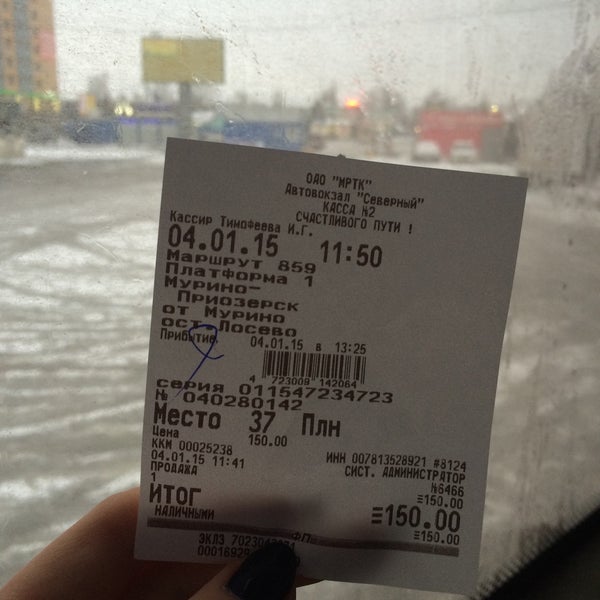 ОАО "МРТК"
Автовокзал "Северный"
КАССА №2
СЧАСТЛИВОГО ПУТИ !
Кассир Тимофеева И.Г.
04.01.15 11:50
Маршрут 859
Платформа 1
Мурино-
Приозерск
от Мурино
ост Лосево
Прибытие 04.01.15 в 13:25
4 723009 142064
серия 011547234723
№ 040280142
Место 37 Плн
Цена 150.00
ККМ 00025238 ИНН 007813528921 #8124
04.01.15 11:41 СИСТ. АДМИНИСТРАТОР
ПРОДАЖА №6466
1 ≡150.00
ИТОГ ≡150.00
НАЛИЧНЫМИ ≡150.00
ФП
ЭКЛЗ